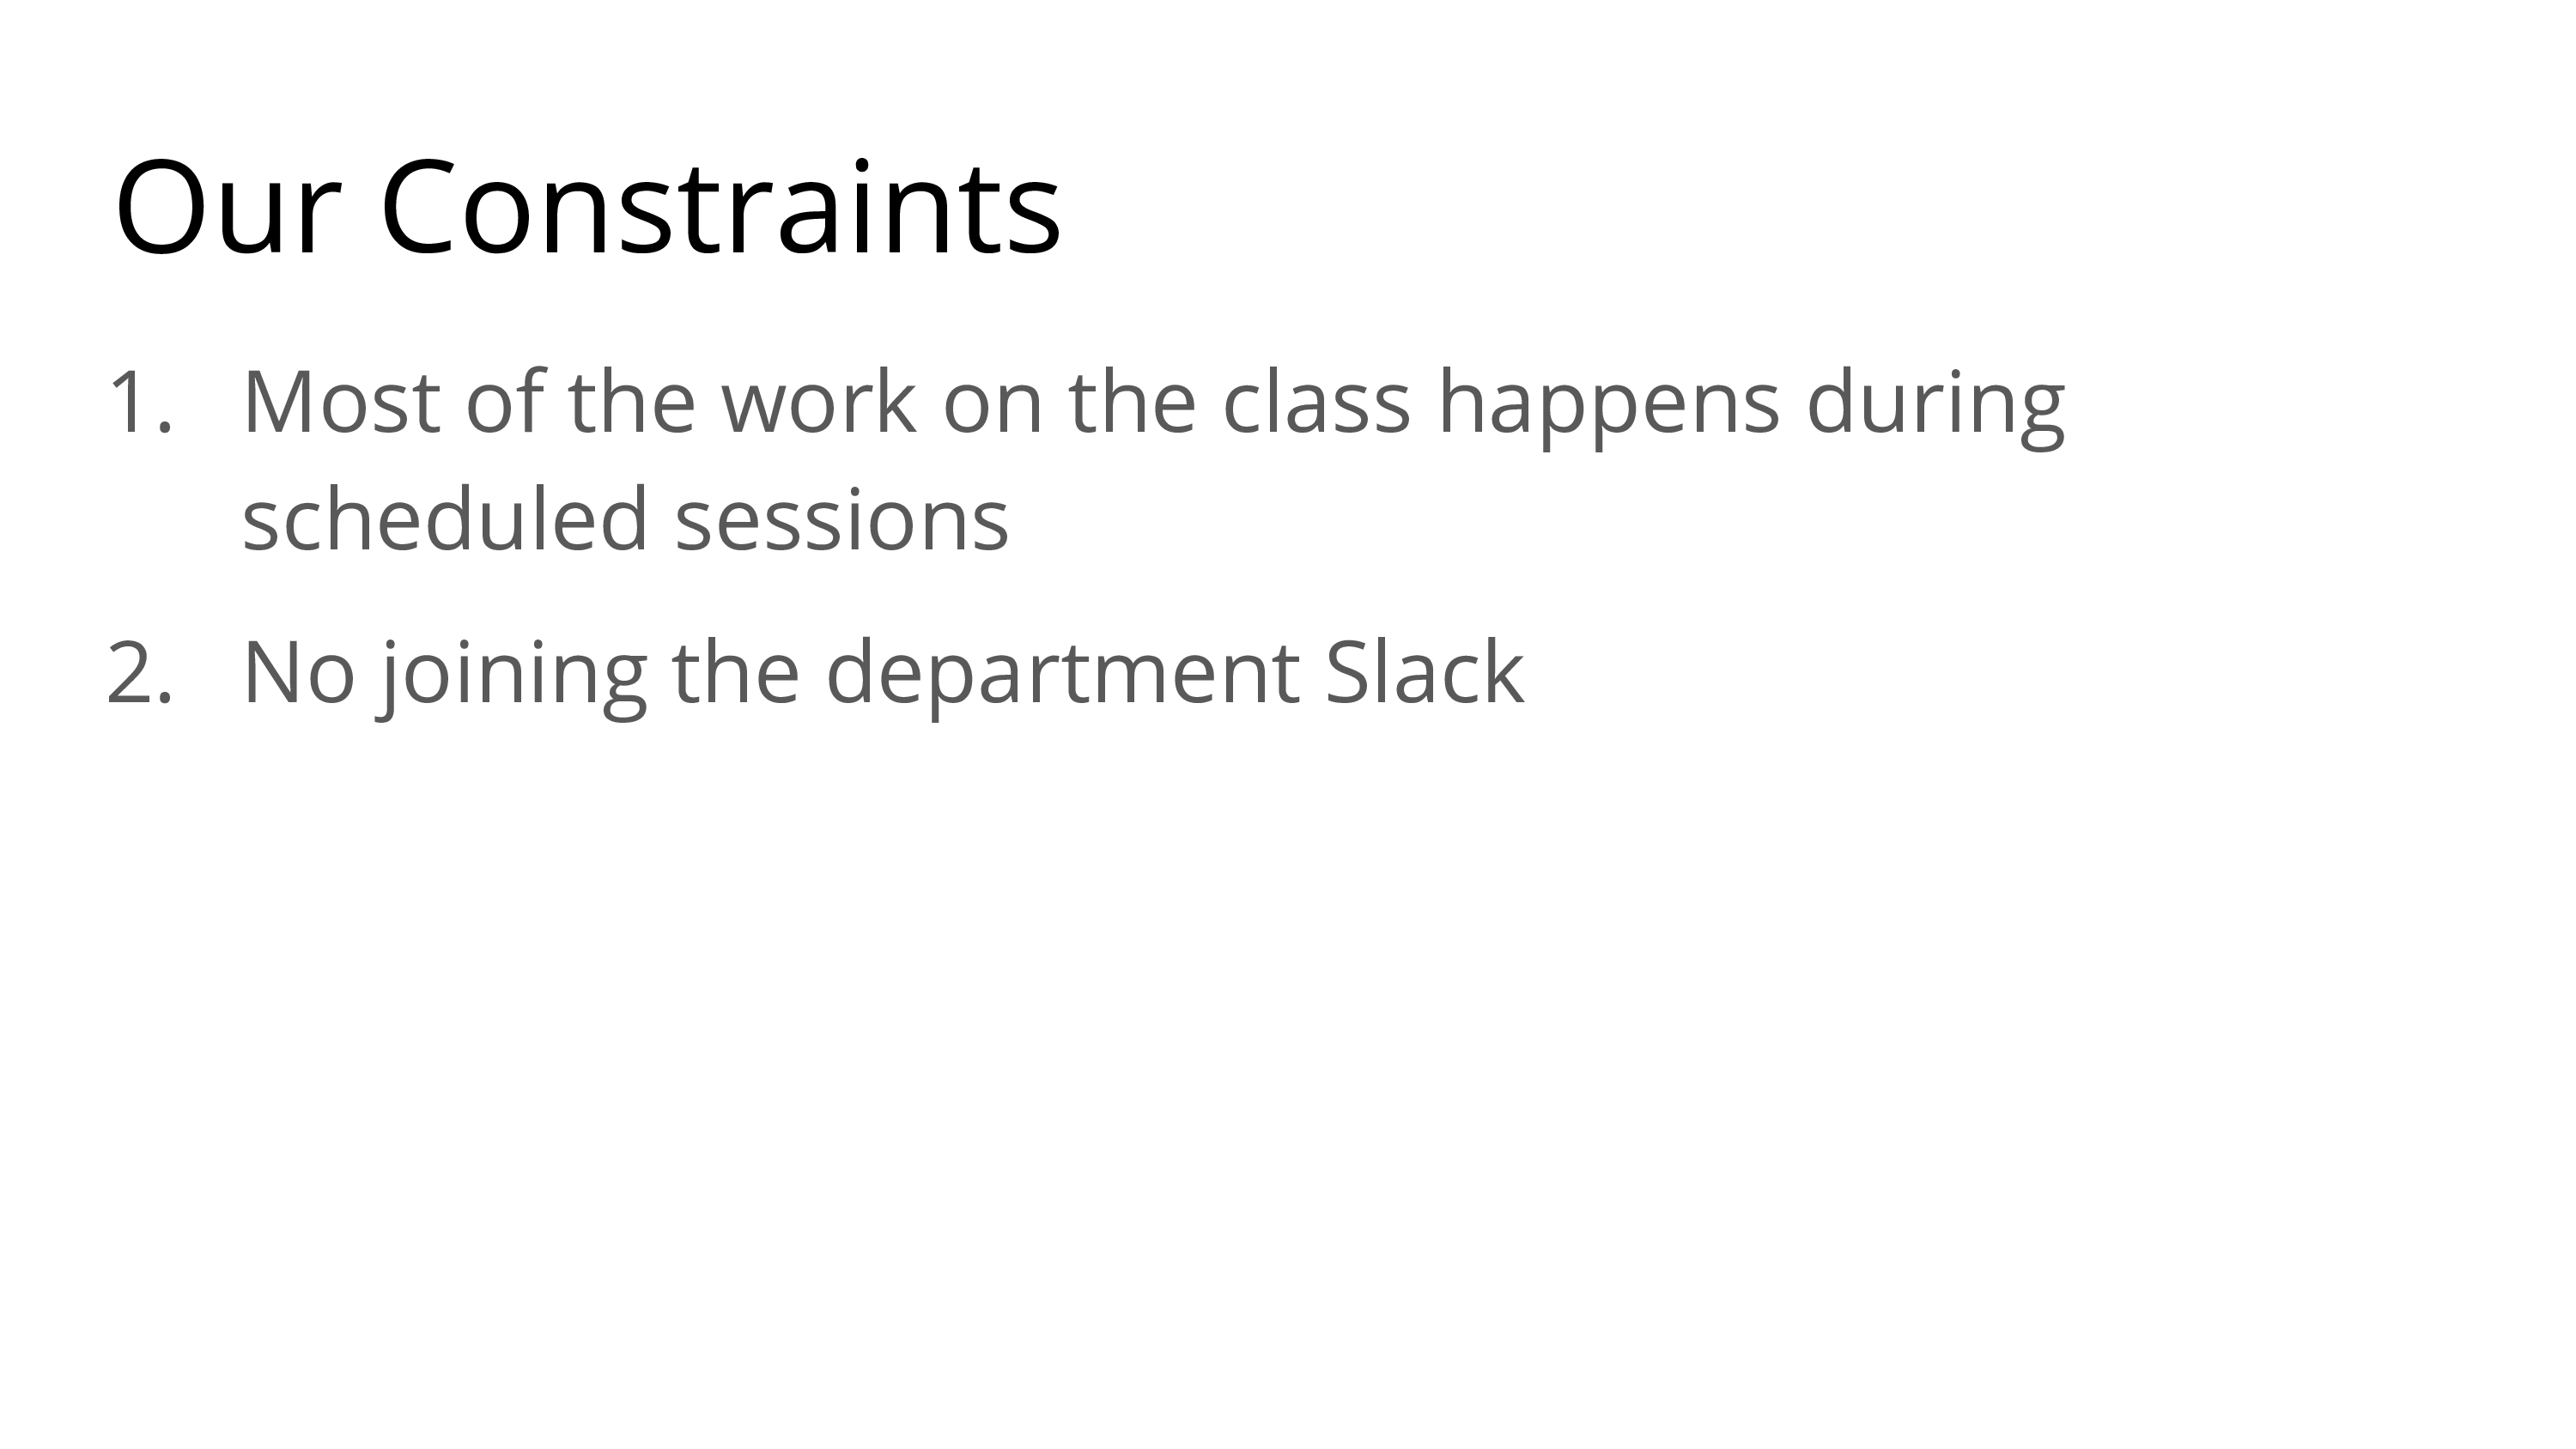 Our Constraints
1. Most of the work on the class happens during
scheduled sessions
2. No joining the department Slack